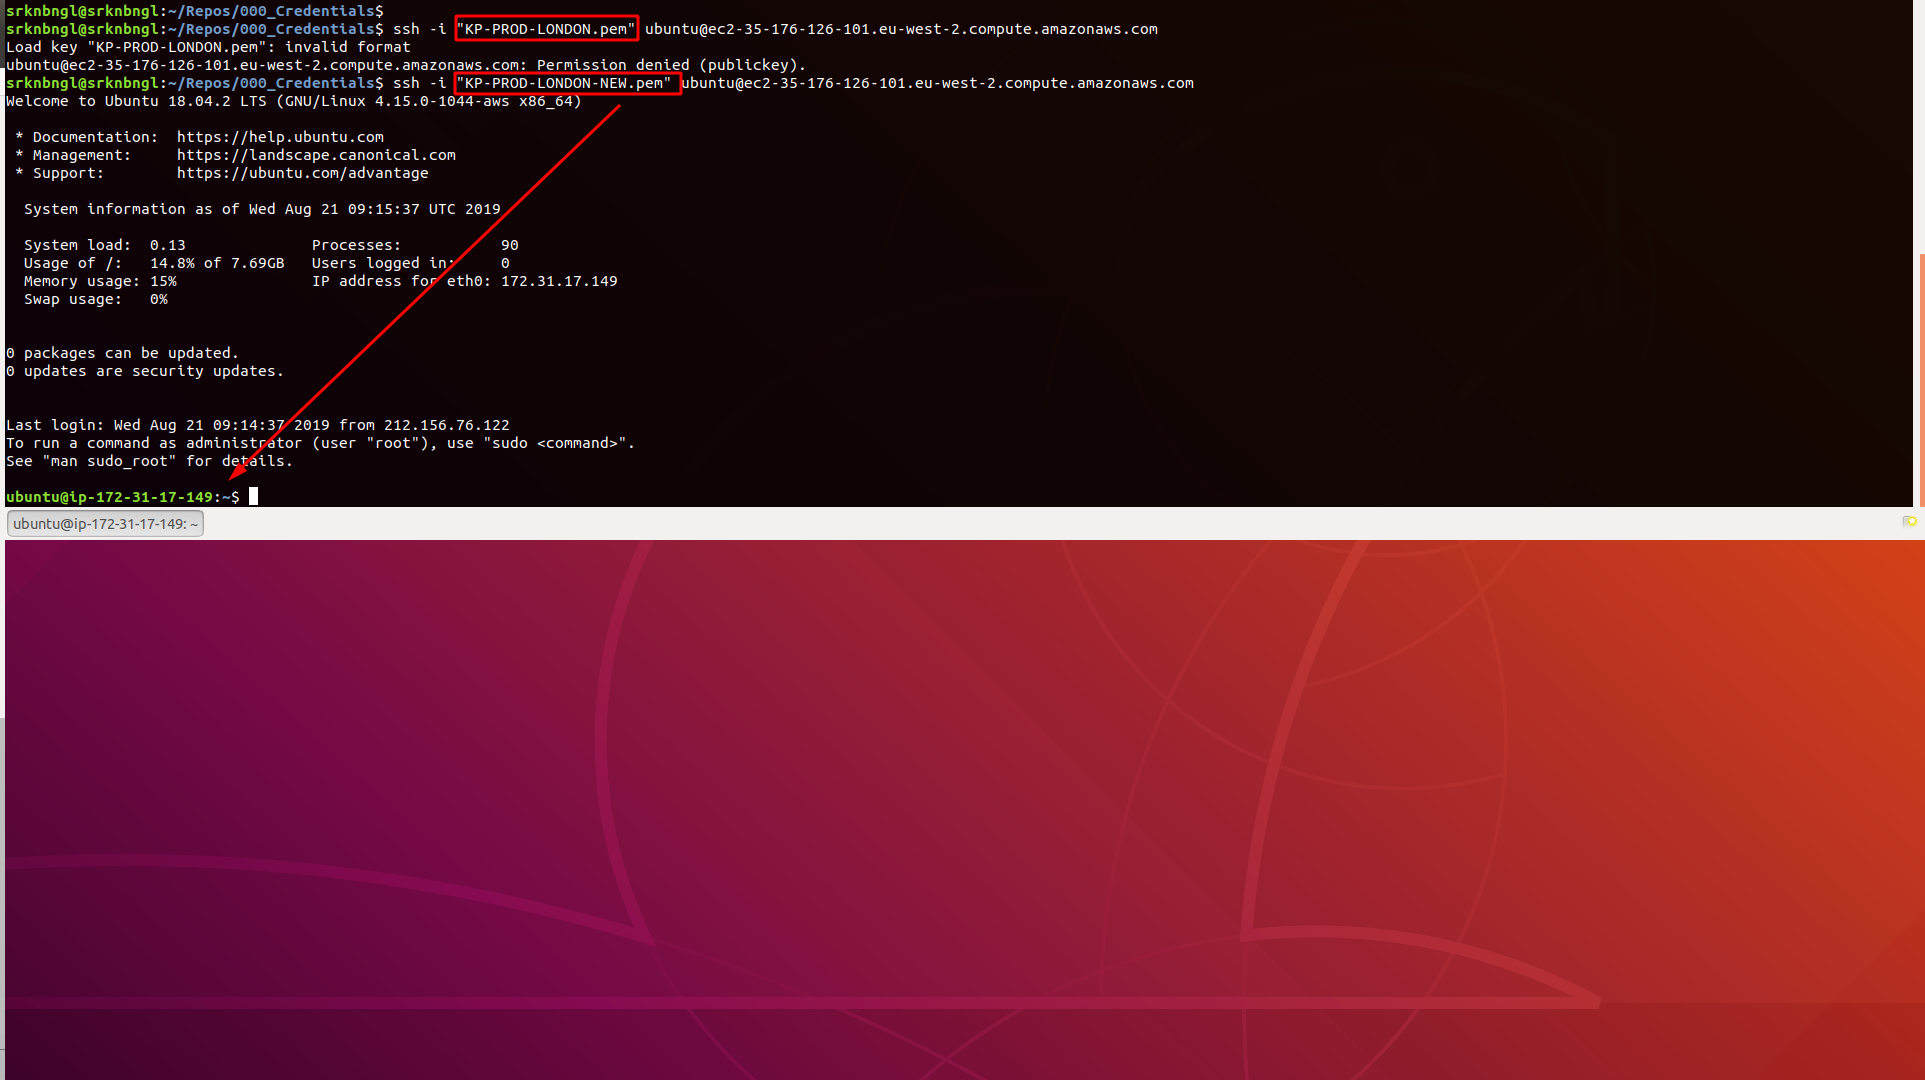 srknbngl@srknbngl:~/Repos/000_Credentials$
srknbngl@srknbngl:~/Repos/000_Credentials$ ssh -i "KP-PROD-LONDON.pem" ubuntu@ec2-35-176-126-101.eu-west-2.compute.amazonaws.com
Load key "KP-PROD-LONDON.pem": invalid format
ubuntu@ec2-35-176-126-101.eu-west-2.compute.amazonaws.com: Permission denied (publickey).
srknbngl@srknbngl:~/Repos/000_Credentials$ ssh -i "KP-PROD-LONDON-NEW.pem" ubuntu@ec2-35-176-126-101.eu-west-2.compute.amazonaws.com
Welcome to Ubuntu 18.04.2 LTS (GNU/Linux 4.15.0-1044-aws x86_64)
* Documentation:  https://help.ubuntu.com
* Management:     https://landscape.canonical.com
* Support:        https://ubuntu.com/advantage
System information as of Wed Aug 21 09:15:37 UTC 2019
System load:  0.13              Processes:           90
Usage of /:   14.8% of 7.69GB   Users logged in:     0
Memory usage: 15%               IP address for eth0: 172.31.17.149
Swap usage:   0%
0 packages can be updated.
0 updates are security updates.
Last login: Wed Aug 21 09:14:37 2019 from 212.156.76.122
To run a command as administrator (user "root"), use "sudo <command>".
See "man sudo_root" for details.
ubuntu@ip-172-31-17-149:~$
ubuntu@ip-172-31-17-149: ~